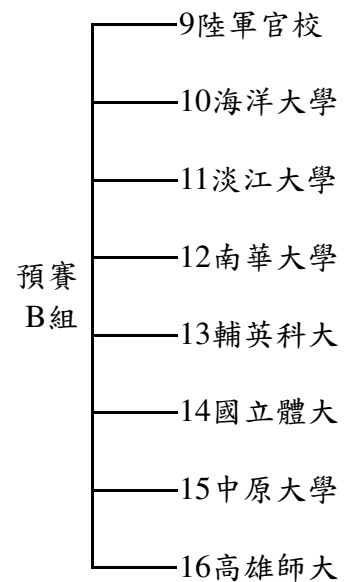 9陸軍官校
10海洋大學
11淡江大學
12南華大學
預賽
B組
13輔英科大
14國立體大
15中原大學
16高雄師大